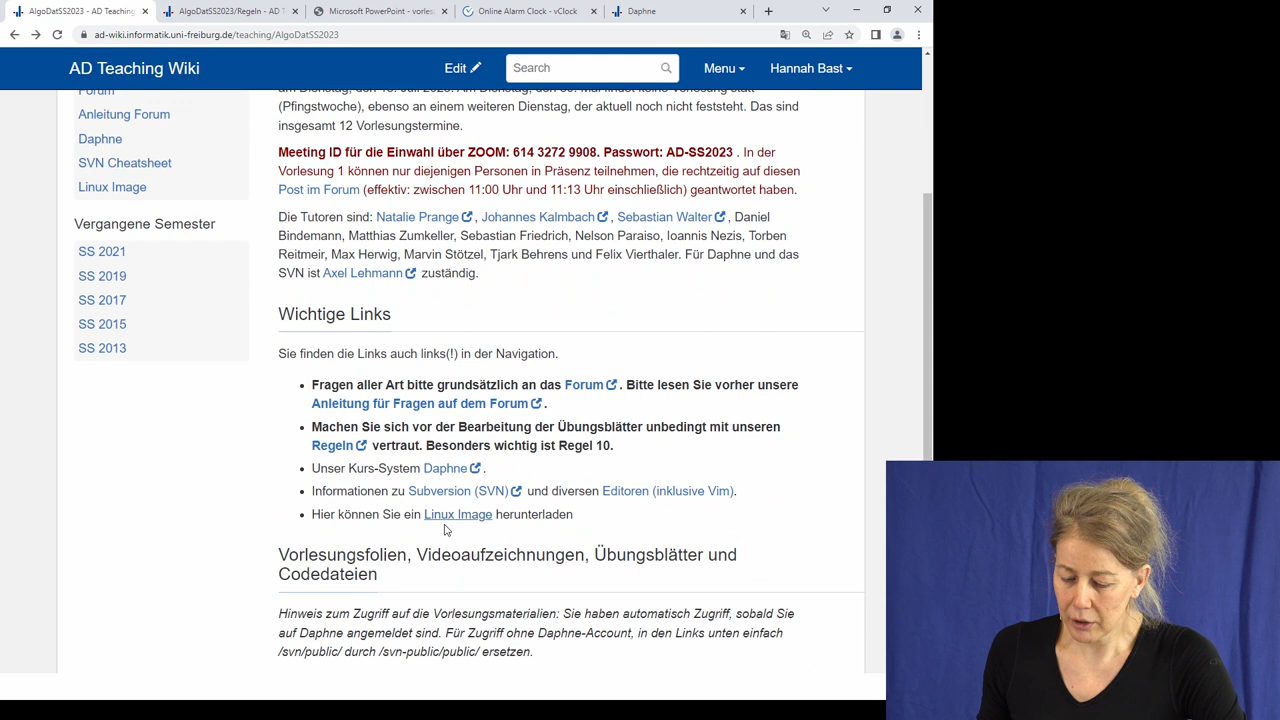 AlgoDatSS2023 - AD Teaching
AlgoDatSS2023/Regeln - AD T
Microsoft PowerPoint - vorles
Online Alarm Clock - vClock
Daphne
ad-wiki.informatik.uni-freiburg.de/teaching/AlgoDatSS2023
AD Teaching Wiki
Edit
Search
Menu
Hannah Bast
Forum
Anleitung Forum
Daphne
SVN Cheatsheet
Linux Image
Vergangene Semester
SS 2021
SS 2019
SS 2017
SS 2015
SS 2013
(Pfingstwoche), ebenso an einem weiteren Dienstag, der aktuell noch nicht feststeht. Das sind
insgesamt 12 Vorlesungstermine.
Meeting ID für die Einwahl über ZOOM: 614 3272 9908. Passwort: AD-SS2023 . In der
Vorlesung 1 können nur diejenigen Personen in Präsenz teilnehmen, die rechtzeitig auf diesen
Post im Forum (effektiv: zwischen 11:00 Uhr und 11:13 Uhr einschließlich) geantwortet haben.
Die Tutoren sind: Natalie Prange , Johannes Kalmbach , Sebastian Walter , Daniel
Bindemann, Matthias Zumkeller, Sebastian Friedrich, Nelson Paraiso, Ioannis Nezis, Torben
Reitmeir, Max Herwig, Marvin Stötzel, Tjark Behrens und Felix Vierthaler. Für Daphne und das
SVN ist Axel Lehmann zuständig.
Wichtige Links
Sie finden die Links auch links(!) in der Navigation.
• Fragen aller Art bitte grundsätzlich an das Forum . Bitte lesen Sie vorher unsere
Anleitung für Fragen auf dem Forum .
• Machen Sie sich vor der Bearbeitung der Übungsblätter unbedingt mit unseren
Regeln vertraut. Besonders wichtig ist Regel 10.
• Unser Kurs-System Daphne .
• Informationen zu Subversion (SVN) und diversen Editoren (inklusive Vim).
• Hier können Sie ein Linux Image herunterladen
Vorlesungsfolien, Videoaufzeichnungen, Übungsblätter und
Codedateien
Hinweis zum Zugriff auf die Vorlesungsmaterialien: Sie haben automatisch Zugriff, sobald Sie
auf Daphne angemeldet sind. Für Zugriff ohne Daphne-Account, in den Links unten einfach
/svn/public/ durch /svn-public/public/ ersetzen.